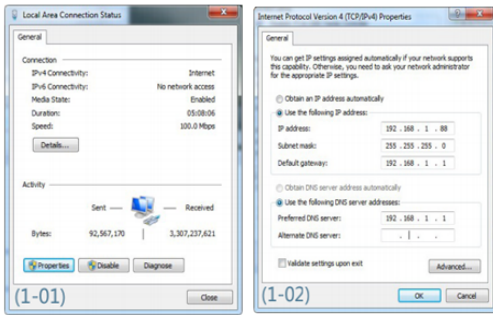 Local Area Connection Status
General
Connection
IPv4 Connectivity: Internet
IPv6 Connectivity: No network access
Media State: Enabled
Duration: 05:08:06
Speed: 100.0 Mbps
Details...
Activity
Sent — Received
Bytes: 92,567,170 | 3,307,237,621
Properties Disable Diagnose
(1-01) Close
Internet Protocol Version 4 (TCP/IPv4) Properties
General
You can get IP settings assigned automatically if your network supports
this capability. Otherwise, you need to ask your network administrator
for the appropriate IP settings.
Obtain an IP address automatically
Use the following IP address:
IP address: 192 . 168 . 1 . 88
Subnet mask: 255 . 255 . 255 . 0
Default gateway: 192 . 168 . 1 . 1
Obtain DNS server address automatically
Use the following DNS server addresses:
Preferred DNS server: 192 . 168 . 1 . 1
Alternate DNS server: . . .
Validate settings upon exit Advanced...
(1-02) OK Cancel